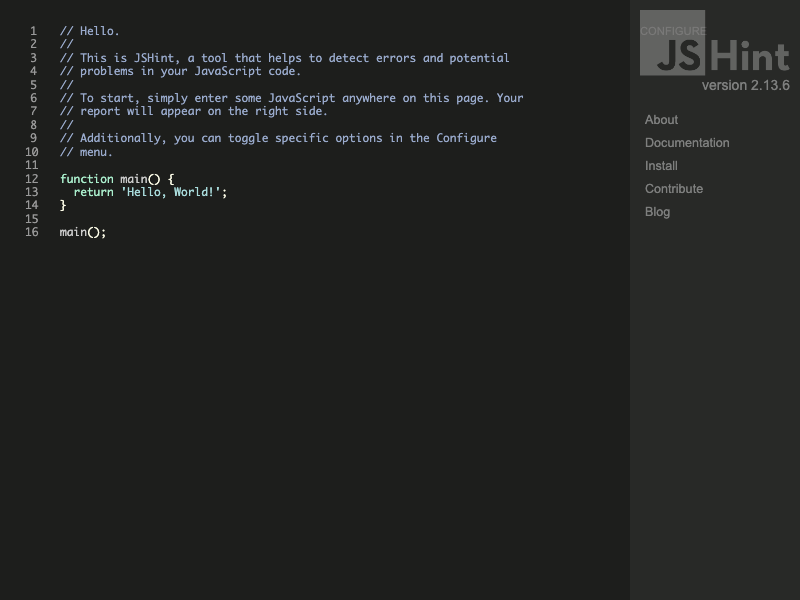 1 // Hello.
2 //
3 // This is JSHint, a tool that helps to detect errors and potential
4 // problems in your JavaScript code.
5 //
6 // To start, simply enter some JavaScript anywhere on this page. Your
7 // report will appear on the right side.
8 //
9 // Additionally, you can toggle specific options in the Configure
10 // menu.
11
12 function main() {
13   return 'Hello, World!';
14 }
15
16 main();
CONFIGURE
JSHint
version 2.13.6
About
Documentation
Install
Contribute
Blog